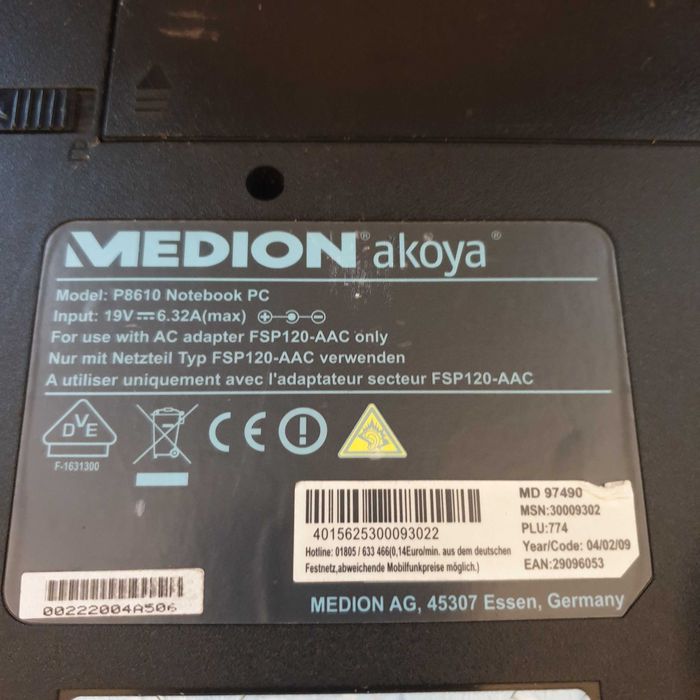 MEDION® akoya®
Model: P8610 Notebook PC
Input: 19V⎓6.32A(max)
For use with AC adapter FSP120-AAC only
Nur mit Netzteil Typ FSP120-AAC verwenden
A utiliser uniquement avec l'adaptateur secteur FSP120-AAC
DVE
F-1631300
CE
MD 97490
MSN:30009302
PLU:774
Year/Code: 04/02/09
EAN:29096053
4015625300093022
Hotline: 01805 / 633 466(0,14Euro/min. aus dem deutschen
Festnetz,abweichende Mobilfunkpreise möglich.)
00222004A506
MEDION AG, 45307 Essen, Germany